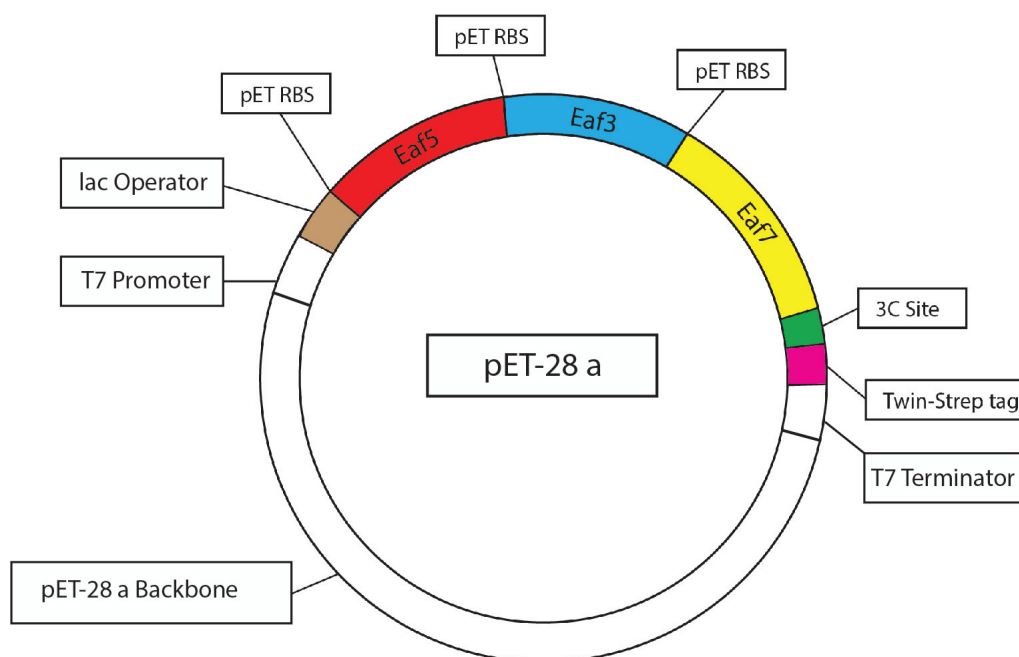 pET RBS
pET RBS
pET RBS
Eaf5
Eaf3
Eaf7
lac Operator
T7 Promoter
3C Site
pET-28 a
Twin-Strep tag
T7 Terminator
pET-28 a Backbone